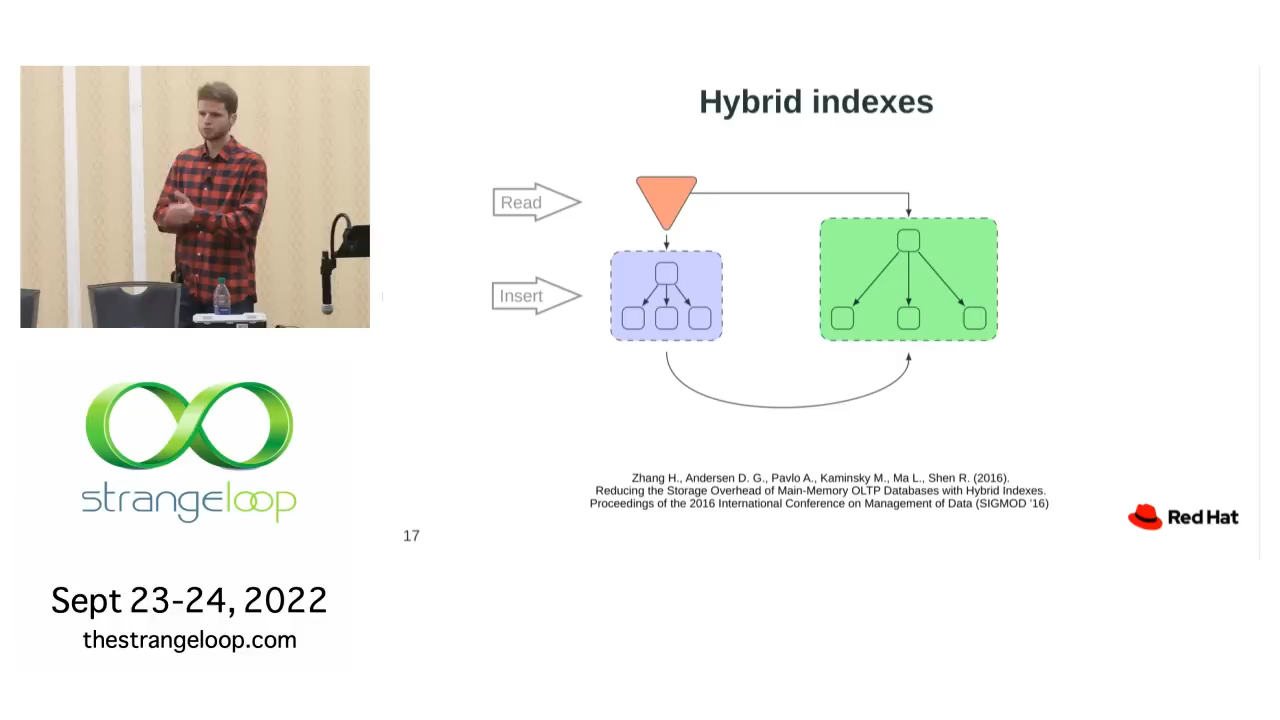 Hybrid indexes
Read
Insert
Zhang H., Andersen D. G., Pavlo A., Kaminsky M., Ma L., Shen R. (2016).
Reducing the Storage Overhead of Main-Memory OLTP Databases with Hybrid Indexes.
Proceedings of the 2016 International Conference on Management of Data (SIGMOD '16)
Red Hat
17
strangeloop
Sept 23-24, 2022
thestrangeloop.com